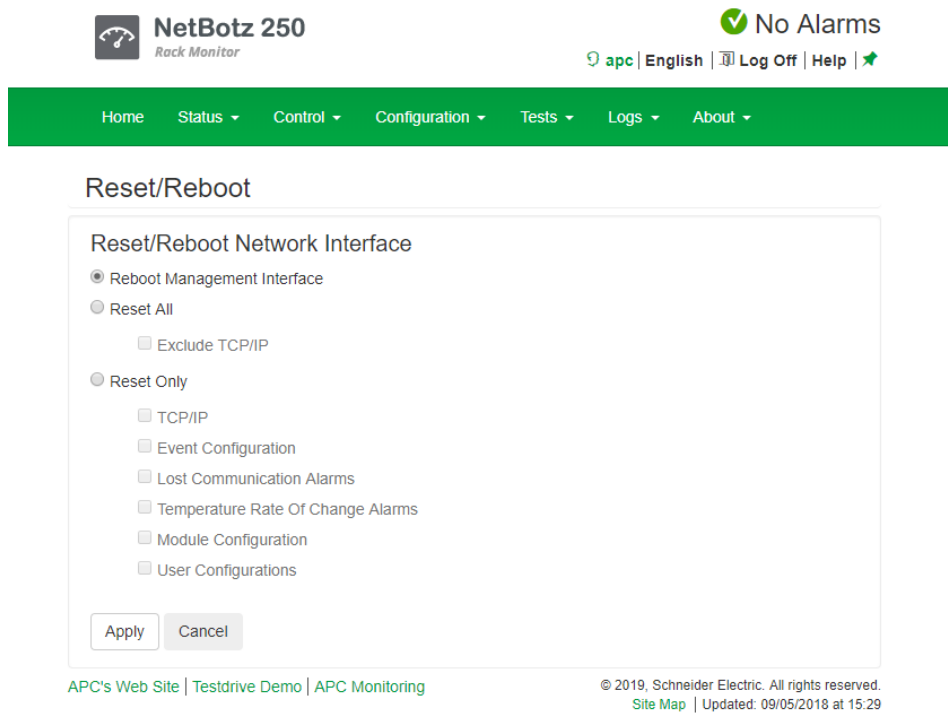 NetBotz 250
Rack Monitor
No Alarms
apc | English | Log Off | Help |
Home Status Control Configuration Tests Logs About
Reset/Reboot
Reset/Reboot Network Interface
Reboot Management Interface
Reset All
Exclude TCP/IP
Reset Only
TCP/IP
Event Configuration
Lost Communication Alarms
Temperature Rate Of Change Alarms
Module Configuration
User Configurations
Apply Cancel
APC's Web Site | Testdrive Demo | APC Monitoring
© 2019, Schneider Electric. All rights reserved.
Site Map | Updated: 09/05/2018 at 15:29